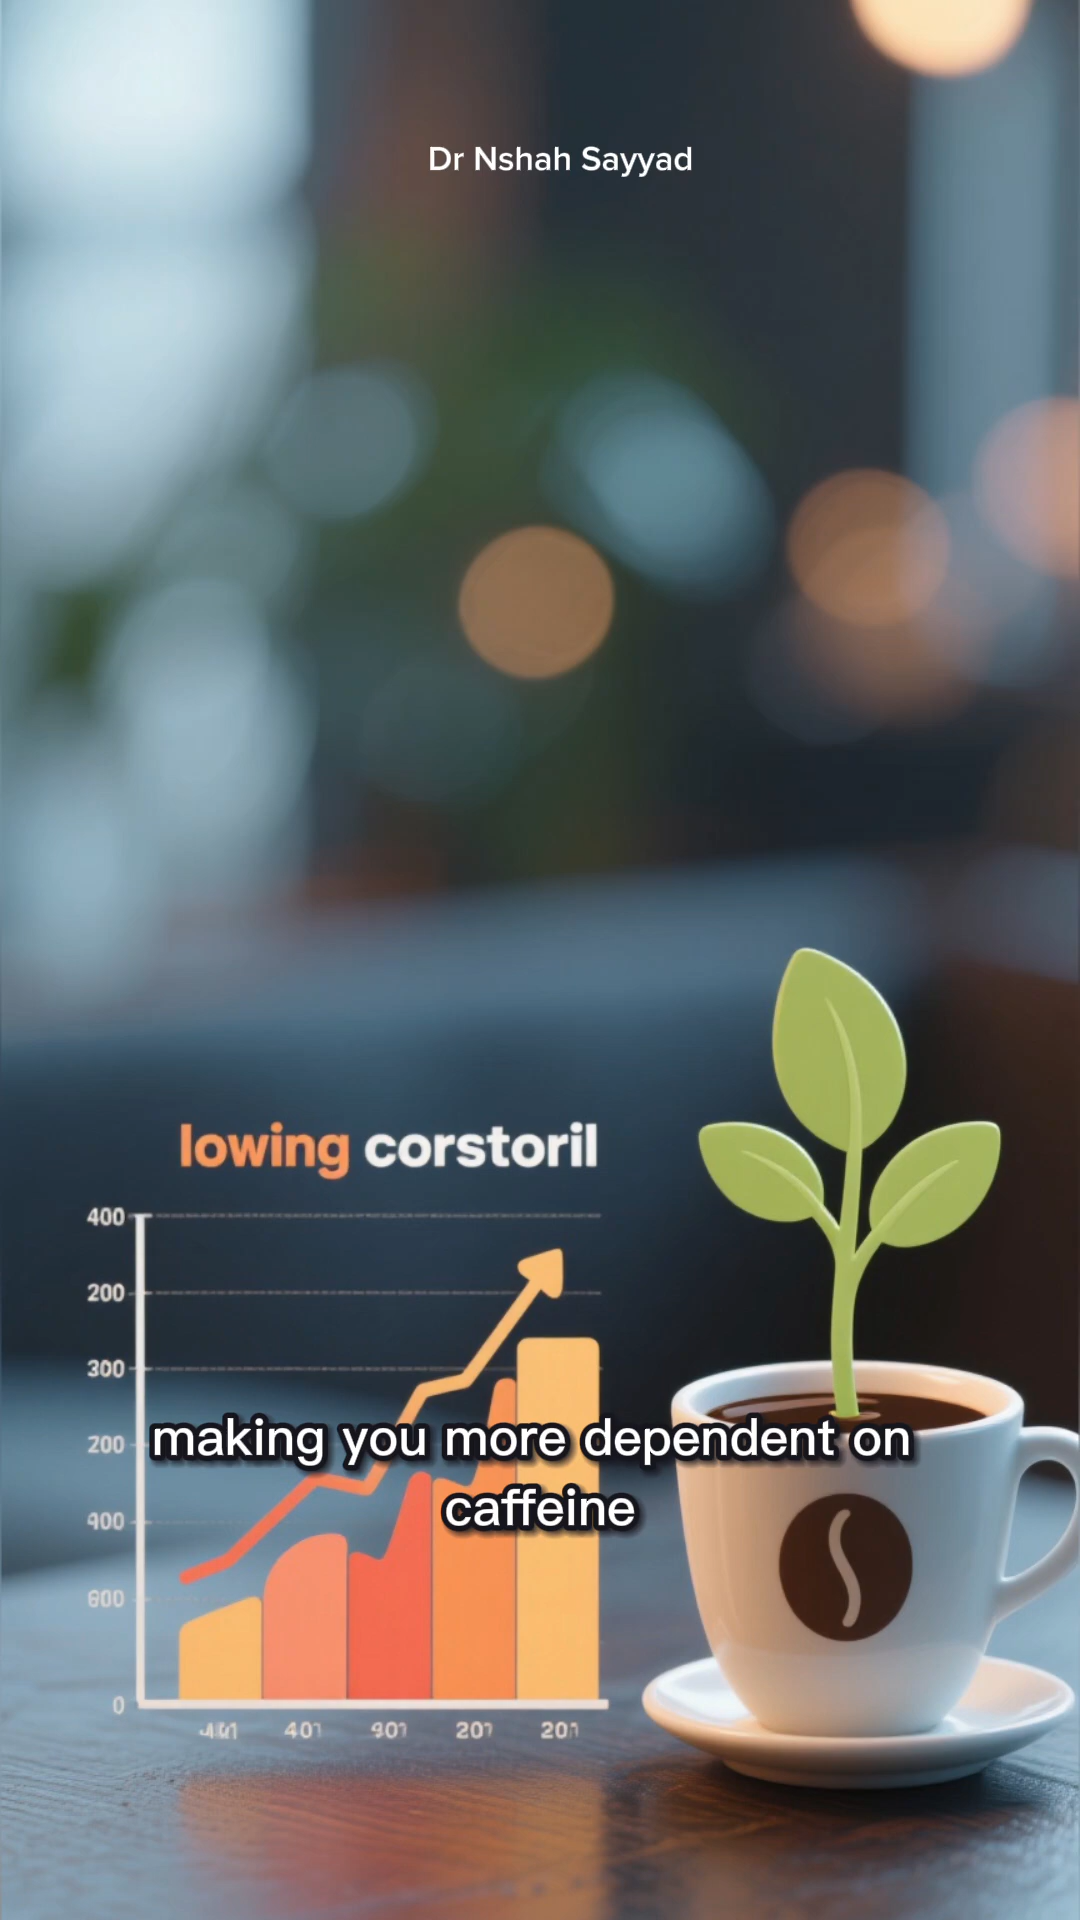 Dr Nshah Sayyad
lowing corstoril
400
200
300
200
400
600
0
making you more dependent on
caffeine
401 901 201 201